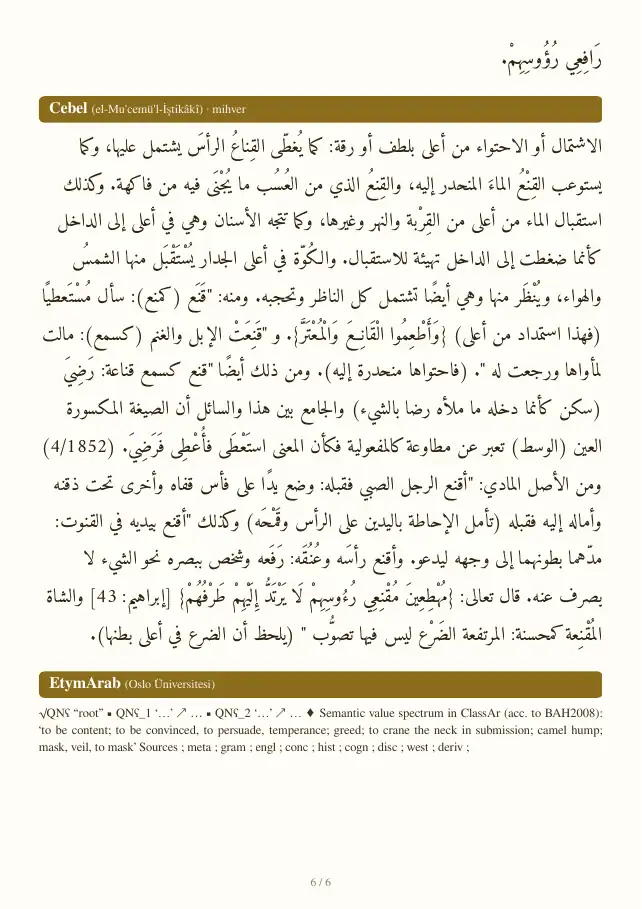 رَافِعِي رُؤُوسِهِمْ.
Cebel (el-Mu'cemü'l-İştikâkî) · mihver
الاشتمال أو الاحتواء من أعلى بلطف أو رقة: كما يُغطّى القِناعُ الرأسَ يشتمل عليها، وكما
يستوعب القِنْعُ الماءَ المنحدر إليه، والقِنعُ الذي من العُسُب ما يُجْنَى فيه من فاكهة. وكذلك
استقبال الماء من أعلى من القِرْبة والنهر وغيرها، وكما تتجه الأسنان وهي في أعلى إلى الداخل
كأنما ضغطت إلى الداخل تهيئة للاستقبال. والكُوّة في أعلى الجدار يُسْتَقْبَل منها الشمسُ
والهواء، ويُنْظَر منها وهي أيضًا تشتمل كل الناظر وتحجبه. ومنه: "قَنَع (كمنع): سأل مُسْتَعطيًا
(فهذا استمداد من أعلى) {وَأَطْعِمُوا الْقَانِعَ وَالْمُعْتَرَّ}. و "قَنِعَتْ الإبل والغنم (كسمع): مالت
لمأواها ورجعت له ". (فاحتواها منحدرة إليه). ومن ذلك أيضًا "قنع كسمع قناعة: رَضِيَ
(سكن كأنما دخله ما ملأه رضا بالشيء) والجامع بين هذا والسائل أن الصيغة المكسورة
العين (الوسط) تعبر عن مطاوعة كالمفعولية فكأن المعنى استَعْطَى فأُعْطِى فَرَضِيَ. (4/1852)
ومن الأصل المادي: "أقنع الرجل الصبي فقبله: وضع يدًا على فأس قفاه وأخرى تحت ذقنه
وأماله إليه فقبله (تأمل الإحاطة باليدين على الرأس وقَمْحَه) وكذلك "أقنع بيديه في القنوت:
مدّهما بطونهما إلى وجهه ليدعو. وأقنع رأسَه وعُنُقَه: رَفَعه وشخص ببصره نحو الشيء لا
يصرف عنه. قال تعالى: {مُهْطِعِينَ مُقْنِعِي رُءُوسِهِمْ لَا يَرْتَدُّ إِلَيْهِمْ طَرْفُهُمْ} [إبراهيم: 43] والشاة
المُقْنِعة كمحسنة: المرتفعة الضَرْع ليس فيها تصوُّب " (يلحظ أن الضرع في أعلى بطنها).
EtymArab (Oslo Üniversitesi)
√QNʕ “root” ▪ QNʕ_1 ‘…’ ↗ … ▪ QNʕ_2 ‘…’ ↗ … ♦ Semantic value spectrum in ClassAr (acc. to BAH2008):
‘to be content; to be convinced, to persuade, temperance; greed; to crane the neck in submission; camel hump;
mask, veil, to mask’ Sources ; meta ; gram ; engl ; conc ; hist ; cogn ; disc ; west ; deriv ;
6 / 6